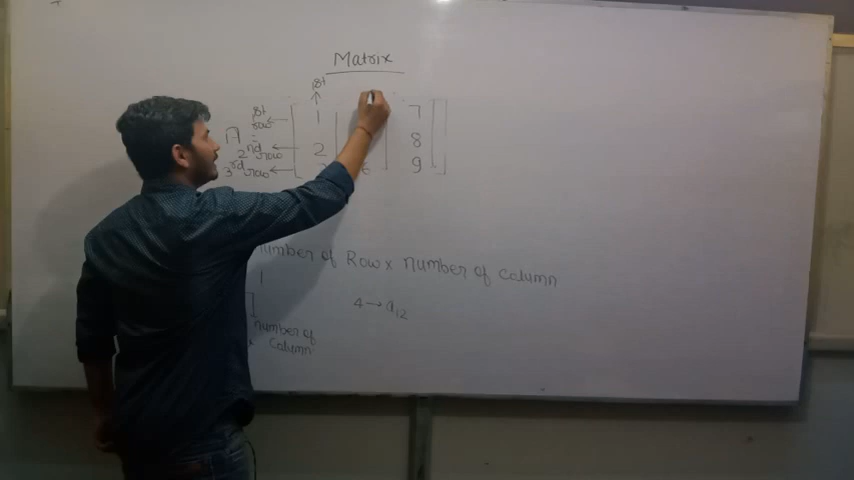 Matrix
1st
1st row
1 7
A =
2nd row
2 8
3rd row
9
number of Row x number of column
1
4 → a12
number of
x Column